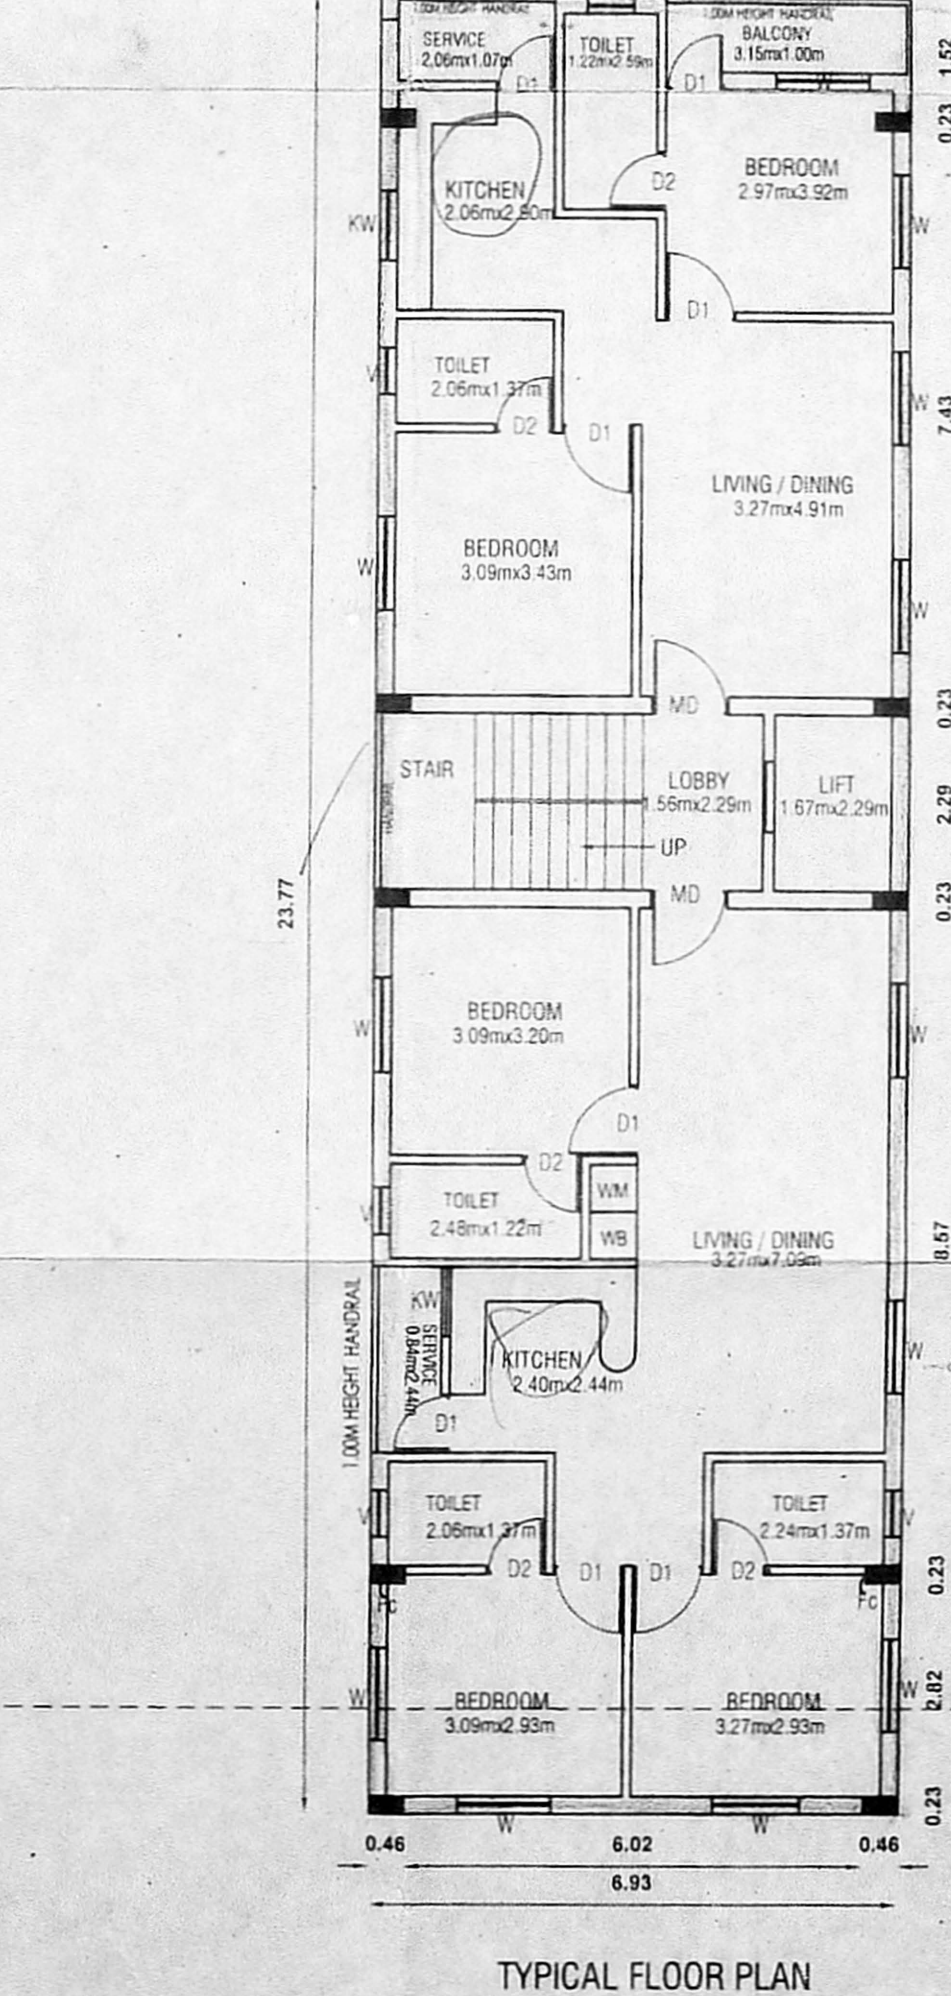 1.00M HEIGHT HANDRAIL
1.00M HEIGHT HANDRAIL
SERVICE
2.06mx1.07m
D1
TOILET
1.22mx2.59m
BALCONY
3.15mx1.00m
D1
W
1.52
0.23
KITCHEN
2.06mx2.90m
KW
D2
BEDROOM
2.97mx3.92m
W
D1
TOILET
2.06mx1.37m
V
D2
D1
W
7.43
LIVING / DINING
3.27mx4.91m
BEDROOM
3.09mx3.43m
W
W
MD
0.23
STAIR
HANDRAIL
LOBBY
1.56mx2.29m
LIFT
1.67mx2.29m
2.29
UP
MD
0.23
23.77
BEDROOM
3.09mx3.20m
W
W
D1
D2
WM
TOILET
2.48mx1.22m
V
WB
LIVING / DINING
3.27mx7.09m
8.57
1.00M HEIGHT HANDRAIL
KW
SERVICE
0.84mx2.44m
KITCHEN
2.40mx2.44m
W
D1
TOILET
2.06mx1.37m
V
TOILET
2.24mx1.37m
V
D2
D1
D1
D2
0.23
Fc
Fc
W
BEDROOM
3.09mx2.93m
BEDROOM
3.27mx2.93m
W
2.82
0.23
W
W
0.46
6.02
0.46
6.93
TYPICAL FLOOR PLAN